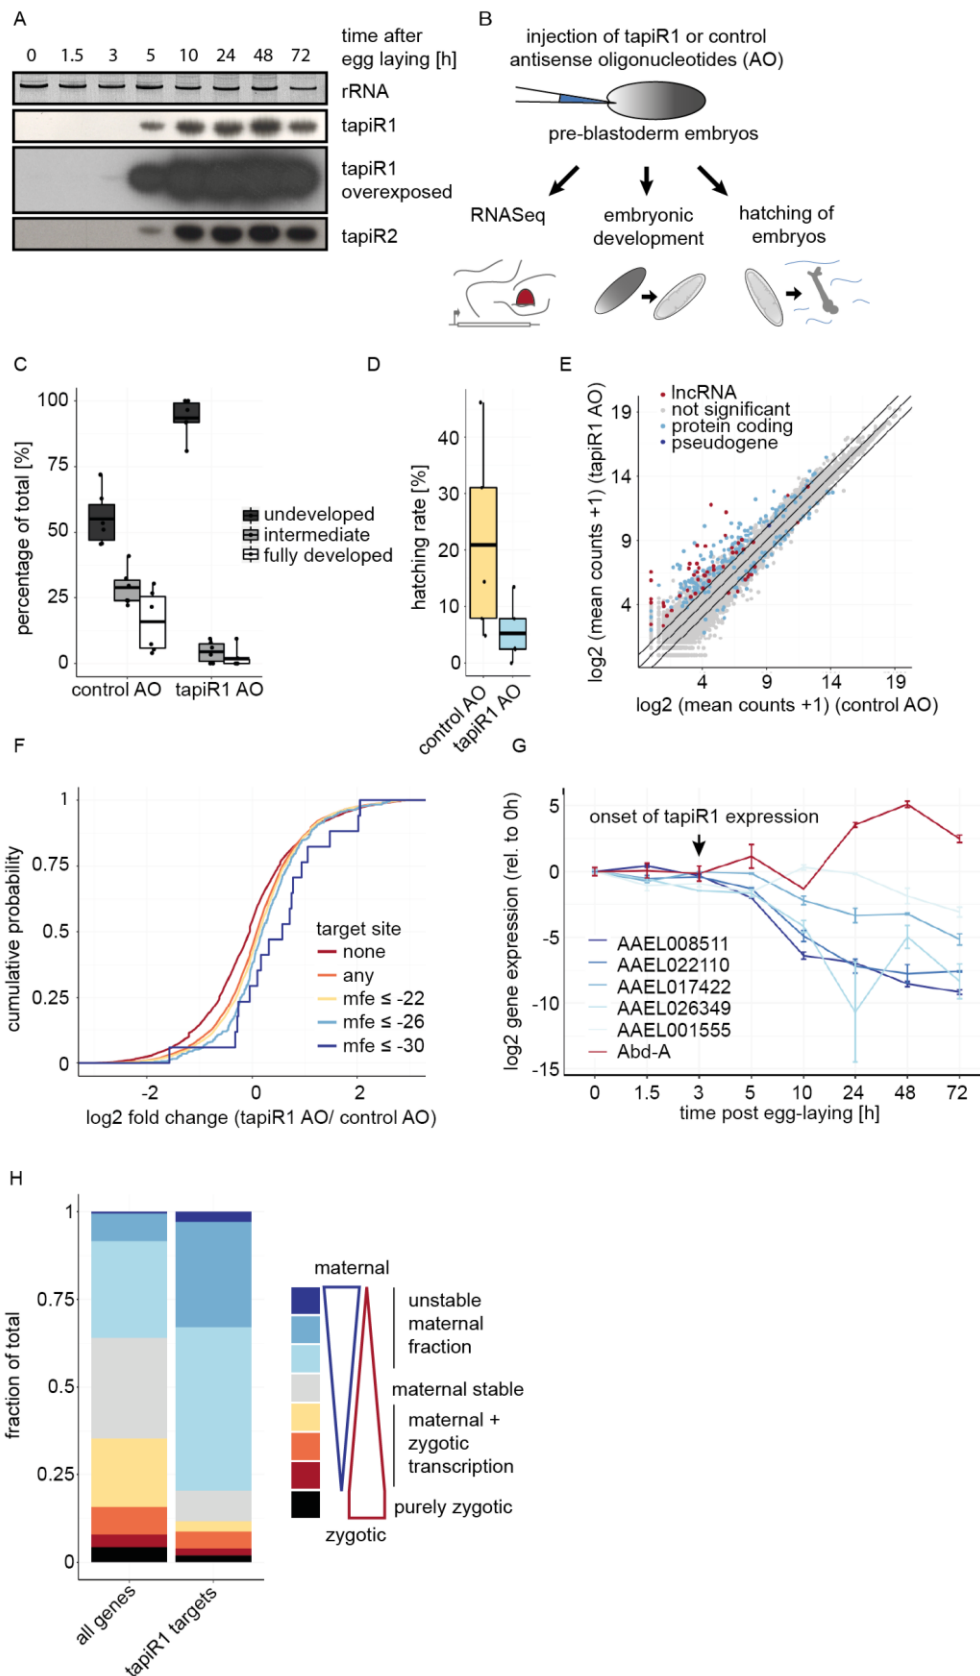 A
0 1.5 3 5 10 24 48 72
time after
egg laying [h]
rRNA
tapiR1
tapiR1
overexposed
tapiR2
B
injection of tapiR1 or control
antisense oligonucleotides (AO)
pre-blastoderm embryos
RNASeq
embryonic
development
hatching of
embryos
C
percentage of total [%]
100
75
50
25
0
control AO
tapiR1 AO
undeveloped
intermediate
fully developed
D
hatching rate [%]
40
30
20
10
0
control AO
tapiR1 AO
E
log2 (mean counts +1) (tapiR1 AO)
19
14
9
4
lncRNA
not significant
protein coding
pseudogene
4 9 14 19
log2 (mean counts +1) (control AO)
F
cumulative probability
1
0.75
0.5
0.25
0
target site
none
any
mfe ≤ -22
mfe ≤ -26
mfe ≤ -30
-2 0 2
log2 fold change (tapiR1 AO/ control AO)
G
log2 gene expression (rel. to 0h)
5
0
-5
-10
-15
onset of tapiR1 expression
AAEL008511
AAEL022110
AAEL017422
AAEL026349
AAEL001555
Abd-A
0 1.5 3 5 10 24 48 72
time post egg-laying [h]
H
fraction of total
1
0.75
0.5
0.25
0
all genes
tapiR1 targets
maternal
unstable
maternal
fraction
maternal stable
maternal +
zygotic
transcription
purely zygotic
zygotic